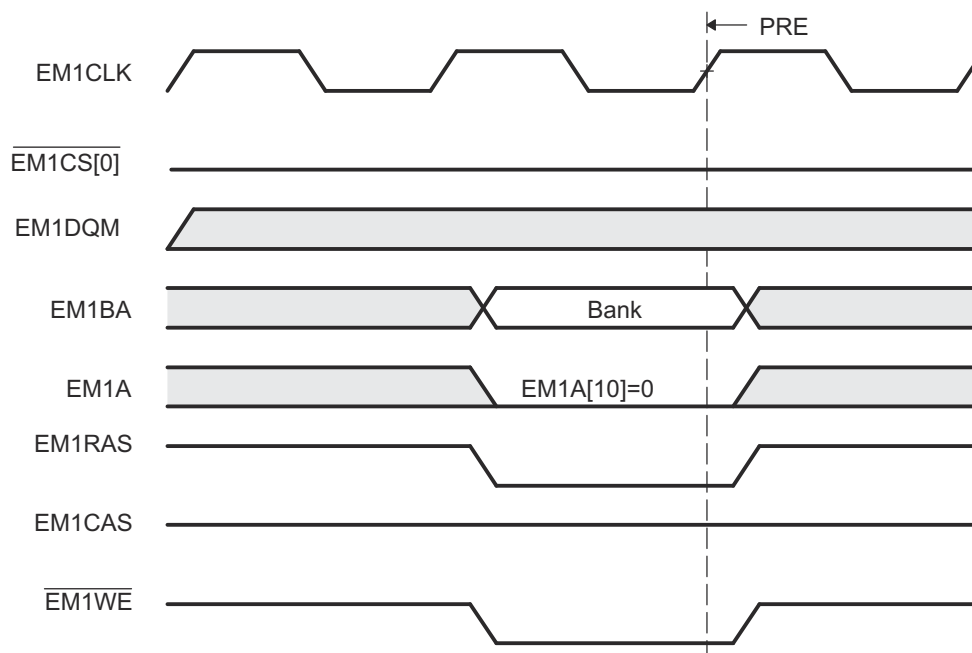 PRE
EM1CLK
EM1CS[0]
EM1DQM
EM1BA Bank
EM1A EM1A[10]=0
EM1RAS
EM1CAS
EM1WE